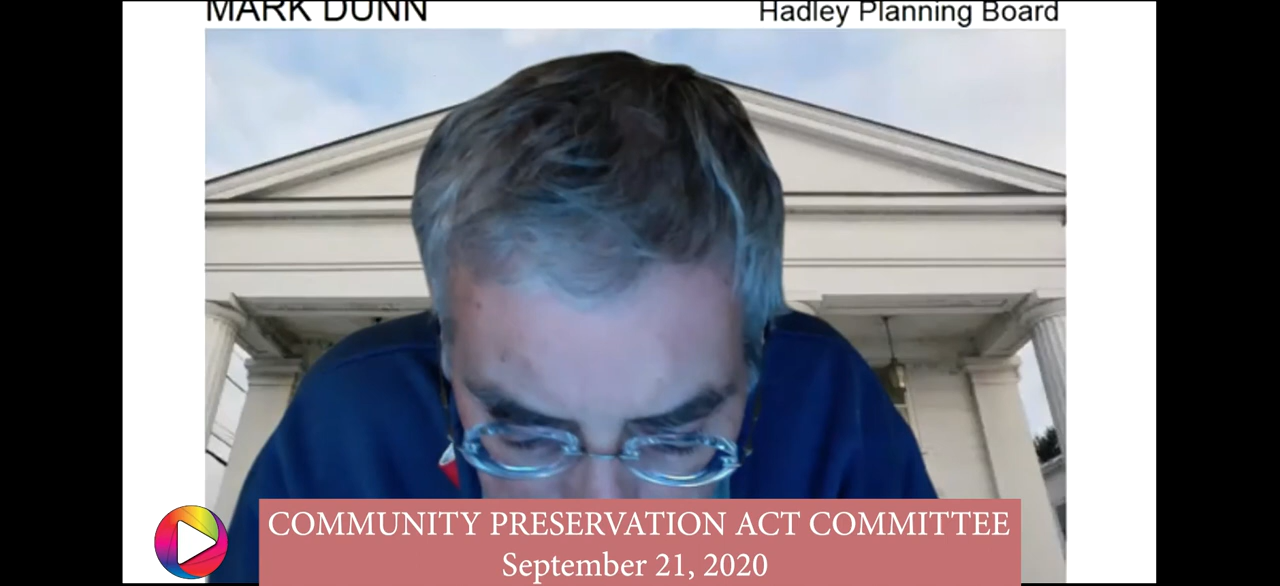 MARK DUNN
Hadley Planning Board
COMMUNITY PRESERVATION ACT COMMITTEE
September 21, 2020